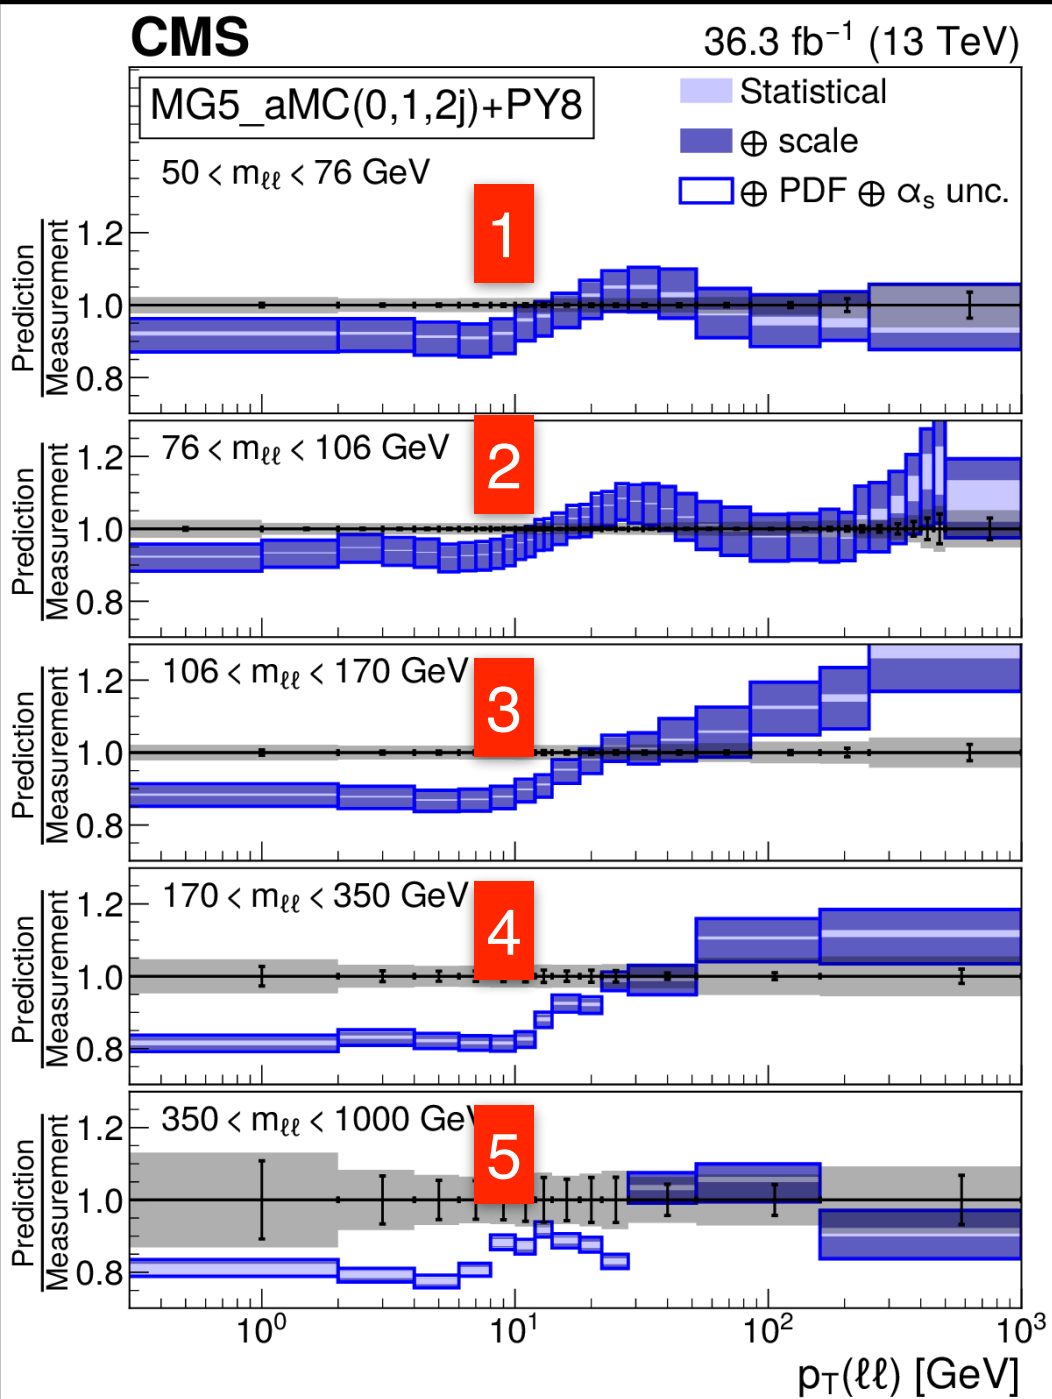 CMS
36.3 fb⁻¹ (13 TeV)
MG5_aMC(0,1,2j)+PY8
Statistical
⊕ scale
⊕ PDF ⊕ αₛ unc.
50 < mℓℓ < 76 GeV
1
Prediction
Measurement
1.2
1.0
0.8
76 < mℓℓ < 106 GeV
2
Prediction
Measurement
1.2
1.0
0.8
106 < mℓℓ < 170 GeV
3
Prediction
Measurement
1.2
1.0
0.8
170 < mℓℓ < 350 GeV
4
Prediction
Measurement
1.2
1.0
0.8
350 < mℓℓ < 1000 GeV
5
Prediction
Measurement
1.2
1.0
0.8
10⁰ 10¹ 10² 10³
p_T(ℓℓ) [GeV]